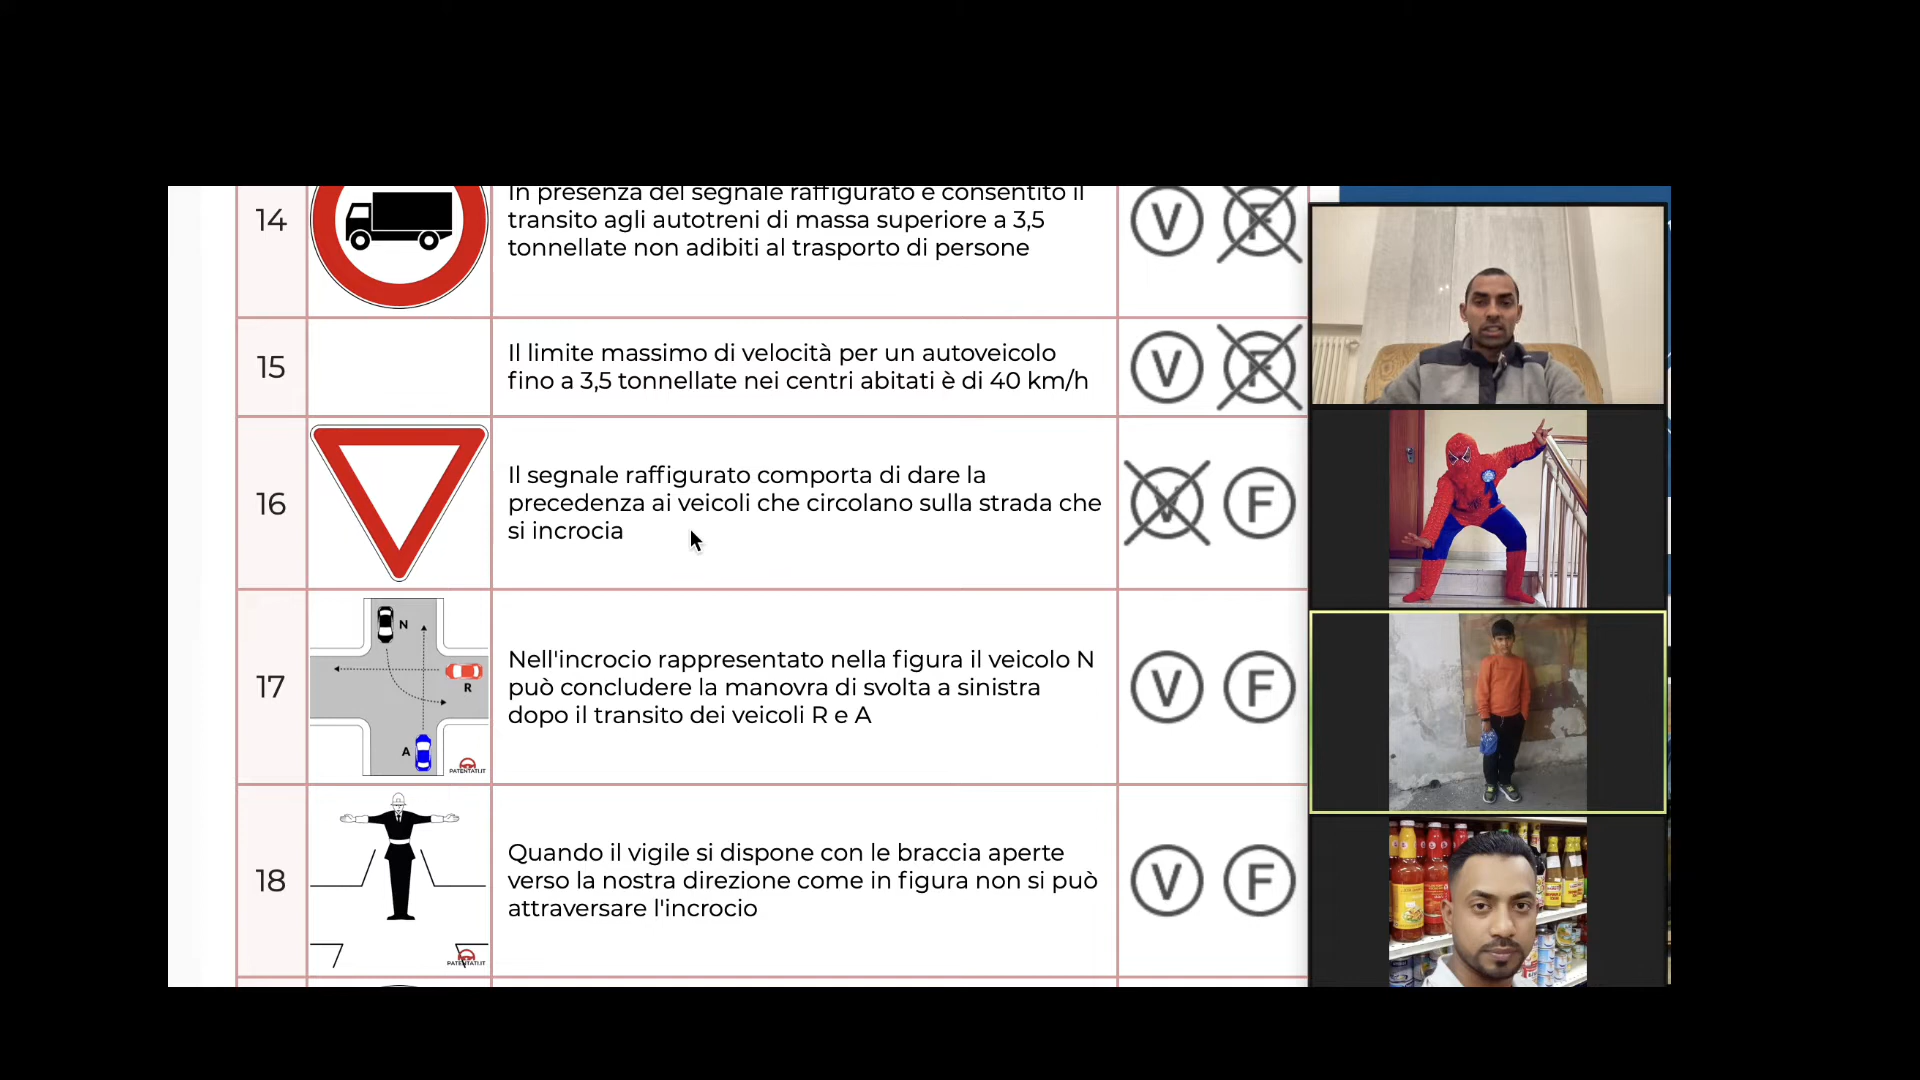 14
In presenza del segnale raffigurato è consentito il
transito agli autotreni di massa superiore a 3,5
tonnellate non adibiti al trasporto di persone
V F
15
Il limite massimo di velocità per un autoveicolo
fino a 3,5 tonnellate nei centri abitati è di 40 km/h
V F
16
Il segnale raffigurato comporta di dare la
precedenza ai veicoli che circolano sulla strada che
si incrocia
V F
17
N
R
A
PATENTATI.IT
Nell'incrocio rappresentato nella figura il veicolo N
può concludere la manovra di svolta a sinistra
dopo il transito dei veicoli R e A
V F
18
PATENTATI.IT
Quando il vigile si dispone con le braccia aperte
verso la nostra direzione come in figura non si può
attraversare l'incrocio
V F